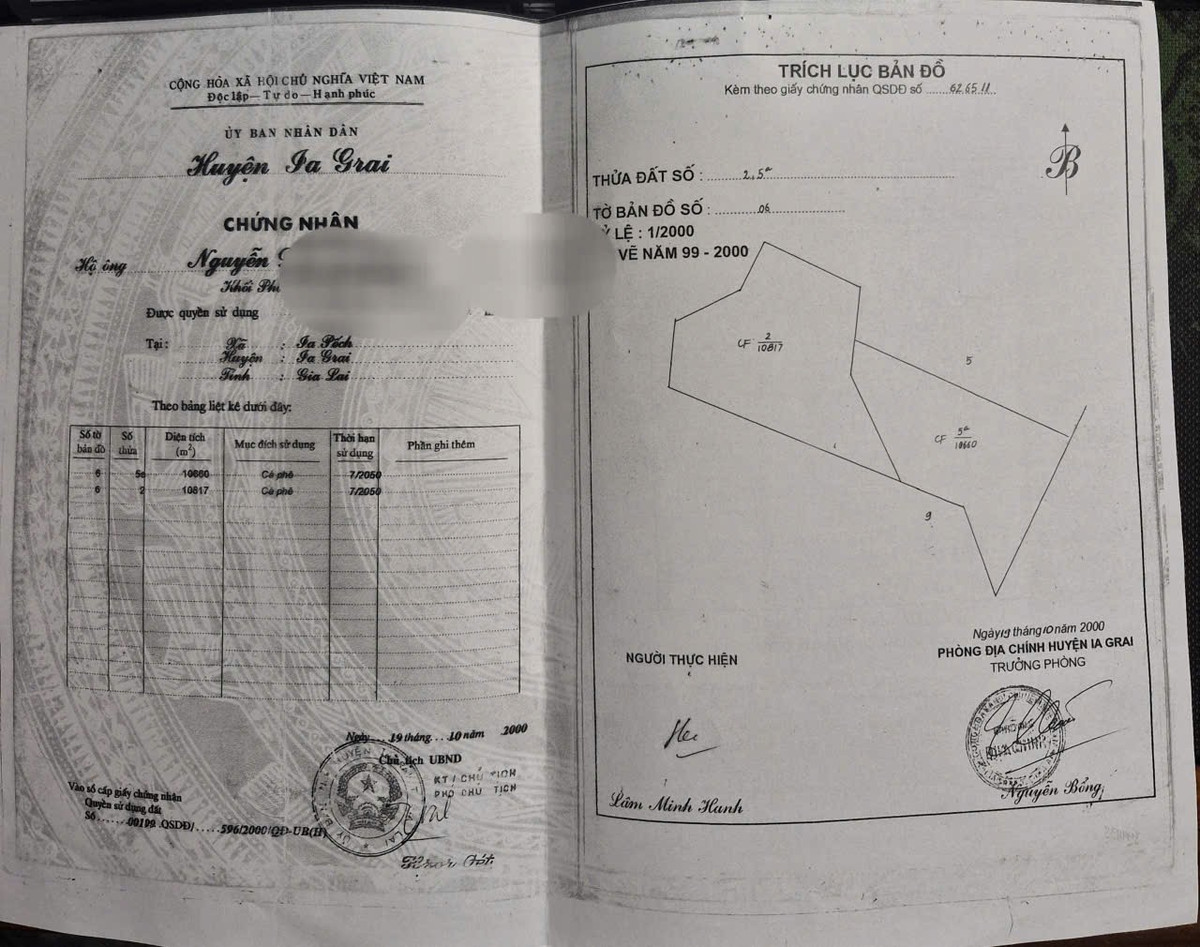 CỘNG HÒA XÃ HỘI CHỦ NGHĨA VIỆT NAM
Độc lập - Tự do - Hạnh phúc
ỦY BAN NHÂN DÂN
Huyện Ia Grai
CHỨNG NHẬN
Hộ ông Nguyễn
Khối Phố
Được quyền sử dụng
Tại: Xã : Ia Pếch
Huyện : Ia Grai
Tỉnh : Gia Lai
Theo bảng liệt kê dưới đây:
Số tờ bản đồ Số thửa Diện tích (m²) Mục đích sử dụng Thời hạn sử dụng Phần ghi thêm
6 5a 10660 Cà phê 7/2050
6 2 10817 Cà phê 7/2050
Ngày 19 tháng 10 năm 2000
Chủ tịch UBND
KT/ CHỦ TỊCH
PHÓ CHỦ TỊCH
Vào sổ cấp giấy chứng nhận
Quyền sử dụng đất
Số 00199 QSDĐ/ 596/2000/QĐ-UB(H)
TRÍCH LỤC BẢN ĐỒ
Kèm theo giấy chứng nhận QSDĐ số 626511
B
THỬA ĐẤT SỐ : 2,5a
TỜ BẢN ĐỒ SỐ : 06
LỆ : 1/2000
VẼ NĂM 99 - 2000
CF 2/10817
5
CF 5a/10660
9
Ngày 19 tháng 10 năm 2000
PHÒNG ĐỊA CHÍNH HUYỆN IA GRAI
TRƯỞNG PHÒNG
NGƯỜI THỰC HIỆN
Lâm Minh Hanh
Nguyễn Bổng